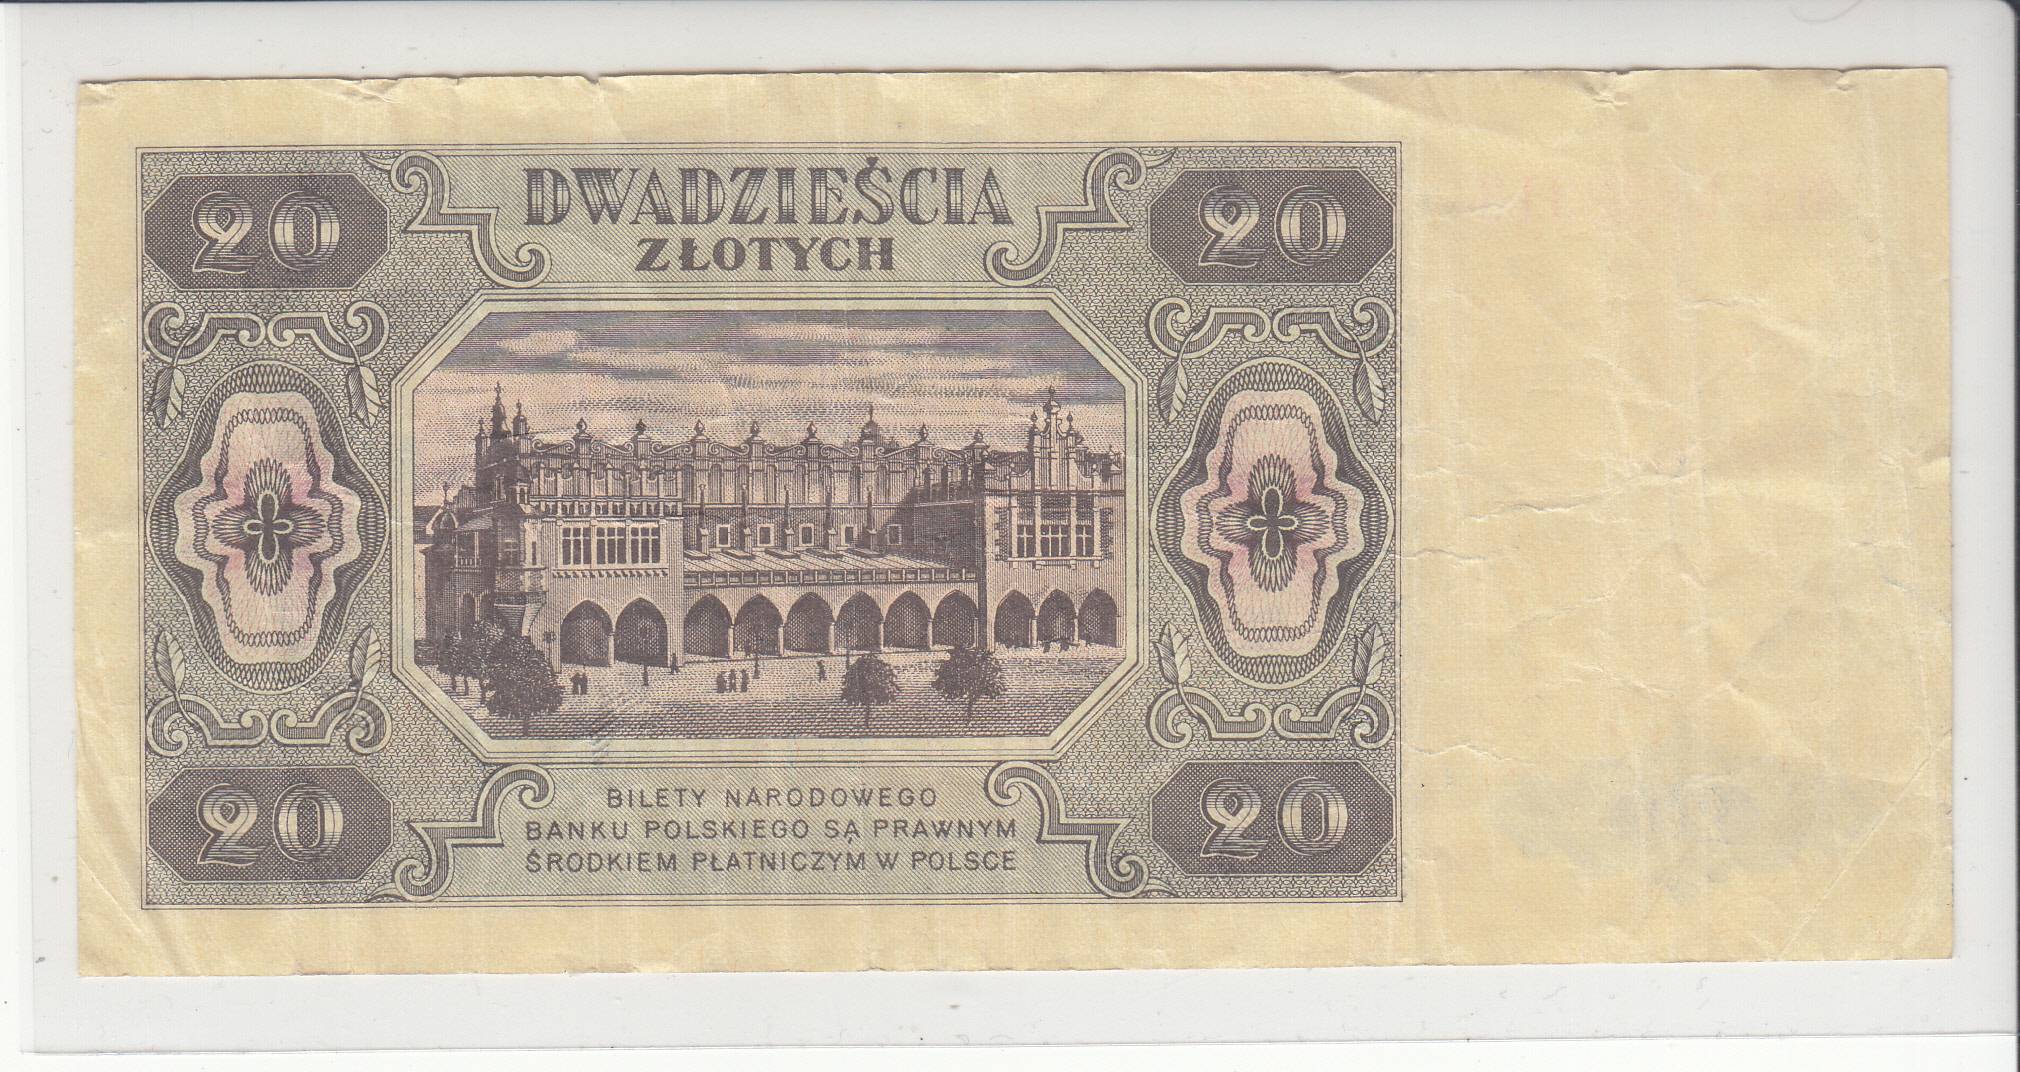 20
DWADZIEŚCIA
ZŁOTYCH
20
20
BILETY NARODOWEGO
BANKU POLSKIEGO SĄ PRAWNYM
ŚRODKIEM PŁATNICZYM W POLSCE
20